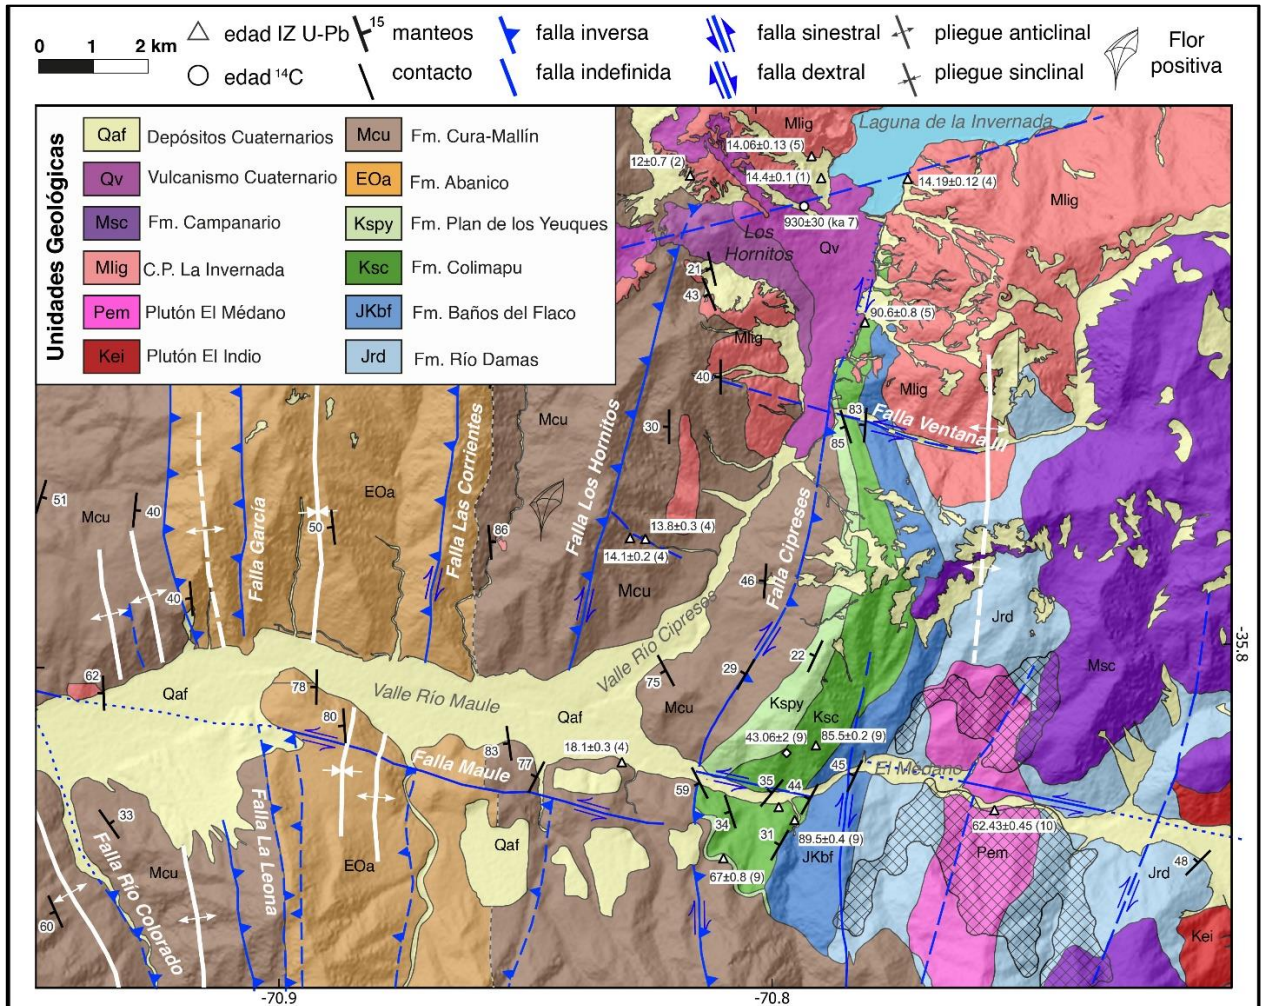 0 1 2 km
edad IZ U-Pb
15
manteos
falla inversa
falla sinestral
pliegue anticlinal
Flor
positiva
edad ¹⁴C
contacto
falla indefinida
falla dextral
pliegue sinclinal
Unidades Geológicas
Qaf Depósitos Cuaternarios
Qv Vulcanismo Cuaternario
Msc Fm. Campanario
Mlig C.P. La Invernada
Pem Plutón El Médano
Kei Plutón El Indio
Mcu Fm. Cura-Mallín
EOa Fm. Abanico
Kspy Fm. Plan de los Yeuques
Ksc Fm. Colimapu
JKbf Fm. Baños del Flaco
Jrd Fm. Río Damas
Mlig
Laguna de la Invernada
14.06±0.13 (5)
12±0.7 (2)
14.4±0.1 (1)
14.19±0.12 (4)
Mlig
930±30 (ka 7)
Los
Hornitos
Qv
21
43
90.6±0.8 (5)
Mlig
40
Mlig
83
Falla Ventana III
85
Mcu
30
Falla Los Hornitos
Falla Las Corrientes
Falla García
EOa
51
Mcu
40
50
86
13.8±0.3 (4)
14.1±0.2 (4)
Falla Cipreses
46
Mcu
40
Jrd
-35.8
Valle Río Cipreses
22
29
75
Msc
62
Qaf
78
Valle Río Maule
Mcu
Kspy
Ksc
80
Qaf
43.06±2 (9)
85.5±0.2 (9)
83
77
18.1±0.3 (4)
Falla Maule
45
El Médano
59
35
44
34
31
62.43±0.45 (10)
89.5±0.4 (9)
33
Falla La Leona
Qaf
JKbf
Pem
48
Jrd
EOa
Mcu
67±0.8 (9)
Falla Río Colorado
60
Kei
-70.9
-70.8